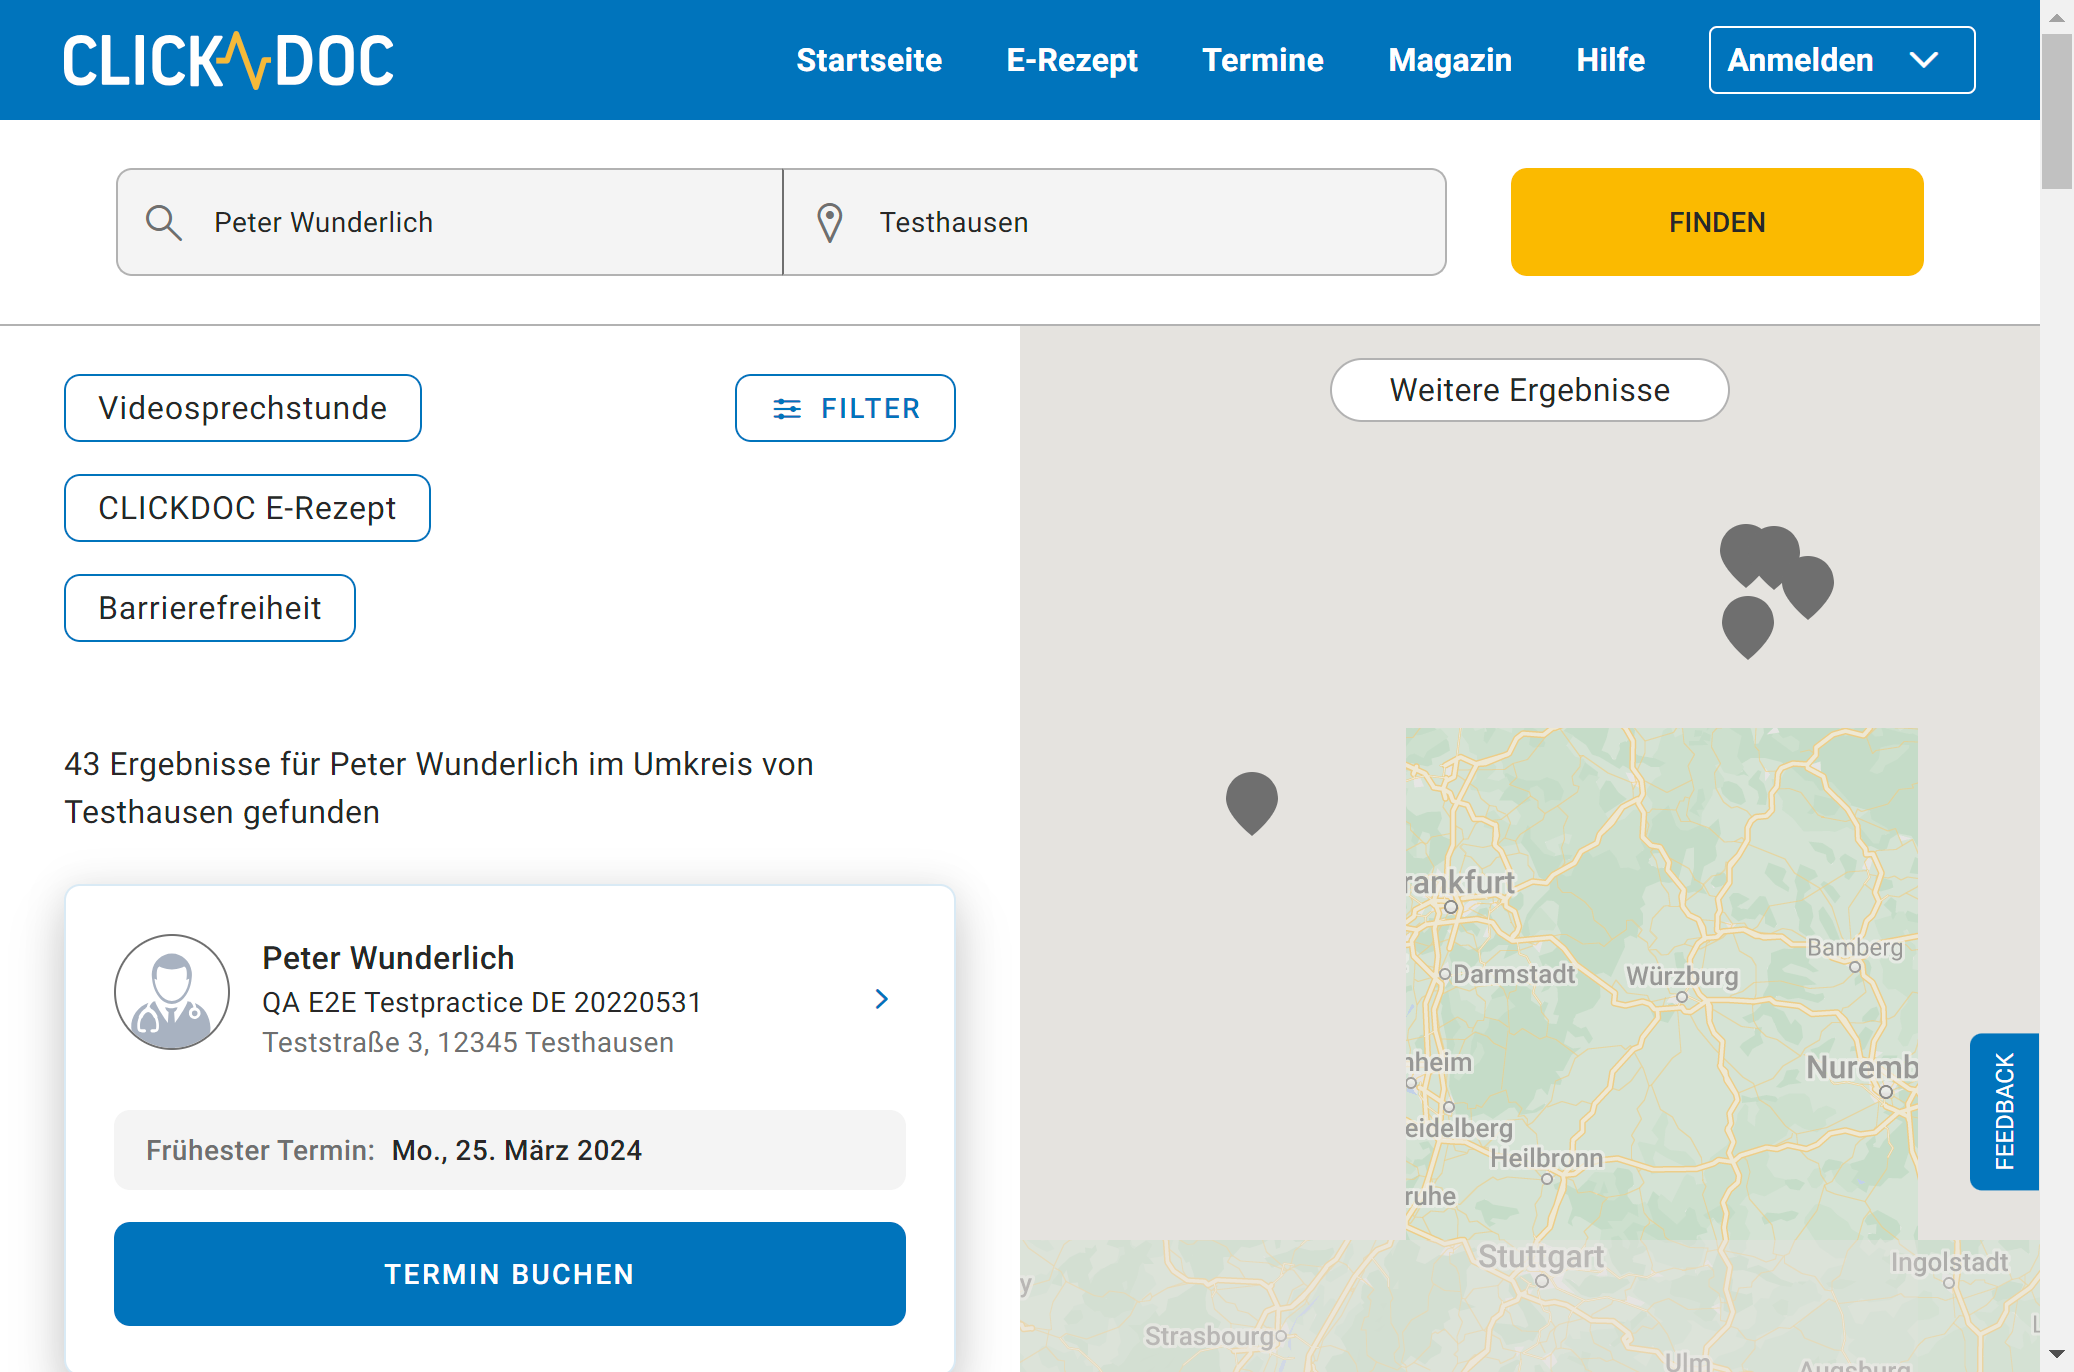 CLICKDOC
Startseite
E-Rezept
Termine
Magazin
Hilfe
Anmelden
Peter Wunderlich
Testhausen
FINDEN
Videosprechstunde
FILTER
CLICKDOC E-Rezept
Barrierefreiheit
43 Ergebnisse für Peter Wunderlich im Umkreis von
Testhausen gefunden
Peter Wunderlich
QA E2E Testpractice DE 20220531
Teststraße 3, 12345 Testhausen
Frühester Termin: Mo., 25. März 2024
TERMIN BUCHEN
Weitere Ergebnisse
rankfurt
Bamberg
Darmstadt
Würzburg
nheim
Nuremb
eidelberg
Heilbronn
ruhe
Stuttgart
Ingolstadt
y
Strasbourg
Ulm
Augsburg
FEEDBACK